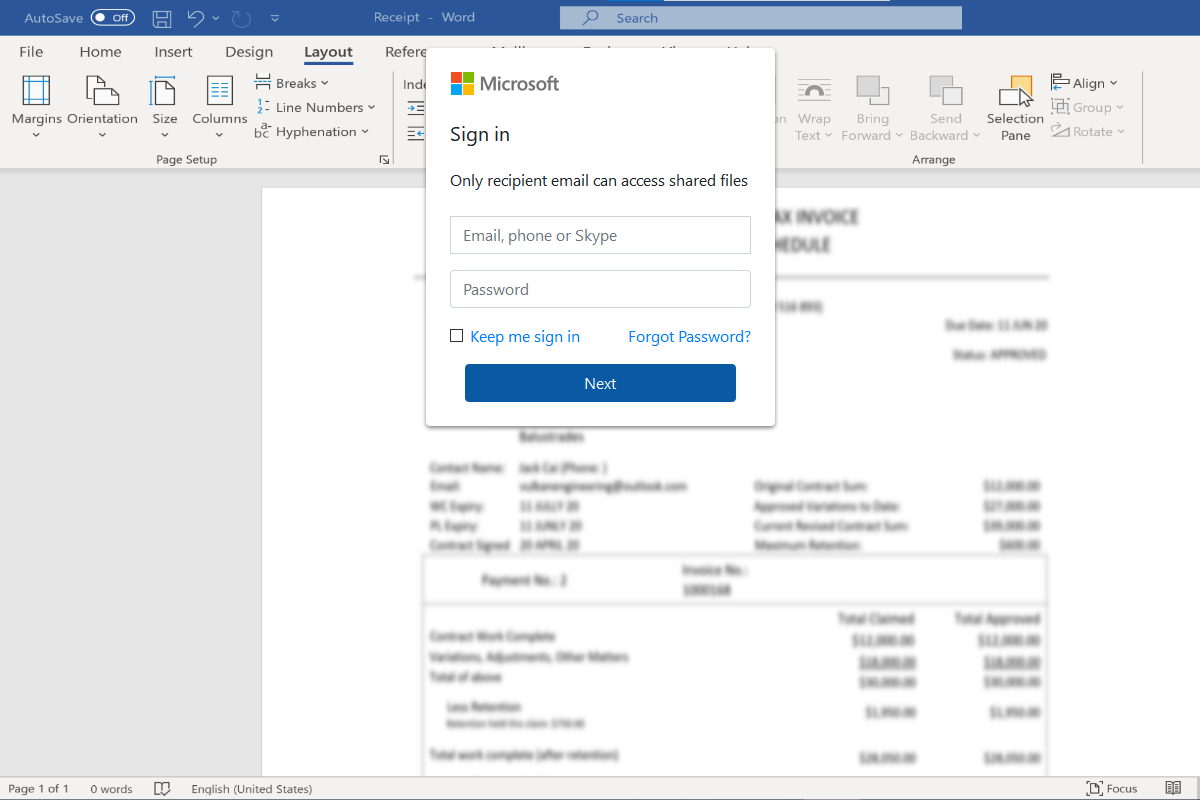 AutoSave Off Receipt - Word Search
File Home Insert Design Layout Refere
Margins Orientation Size Columns
Breaks
Line Numbers
Hyphenation
Page Setup
Inde
Wrap Text
Bring Forward
Send Backward
Selection Pane
Align
Group
Rotate
Arrange
Microsoft
Sign in
Only recipient email can access shared files
Email, phone or Skype
Password
Keep me sign in Forgot Password?
Next
AX INVOICE
HEDULE
Due Date: 11 JUN 20
Status: APPROVED
Balustrades
Contact Name: Jack Cai (Phone: )
Email: vulkanengineering@outlook.com Original Contract Sum: $12,000.00
WC Expiry: 11 JULLY 20 Approved Variations to Date: $27,000.00
PL Expiry: 11 JUNLY 20 Current Revised Contract Sum: $39,000.00
Contract Signed 20 APRIL 20 Maximum Retention: $600.00
Payment No.: 2 Invoice No.:
1000168
Total Claimed Total Approved
Contract Work Complete $12,000.00 $12,000.00
Variations, Adjustments, Other Matters $18,000.00 $18,000.00
Total of above $30,000.00 $30,000.00
Less Retention $1,950.00 $1,950.00
Retention held this claim: $750.00
Total work complete (after retention) $28,050.00 $28,050.00
Page 1 of 1 0 words English (United States) Focus